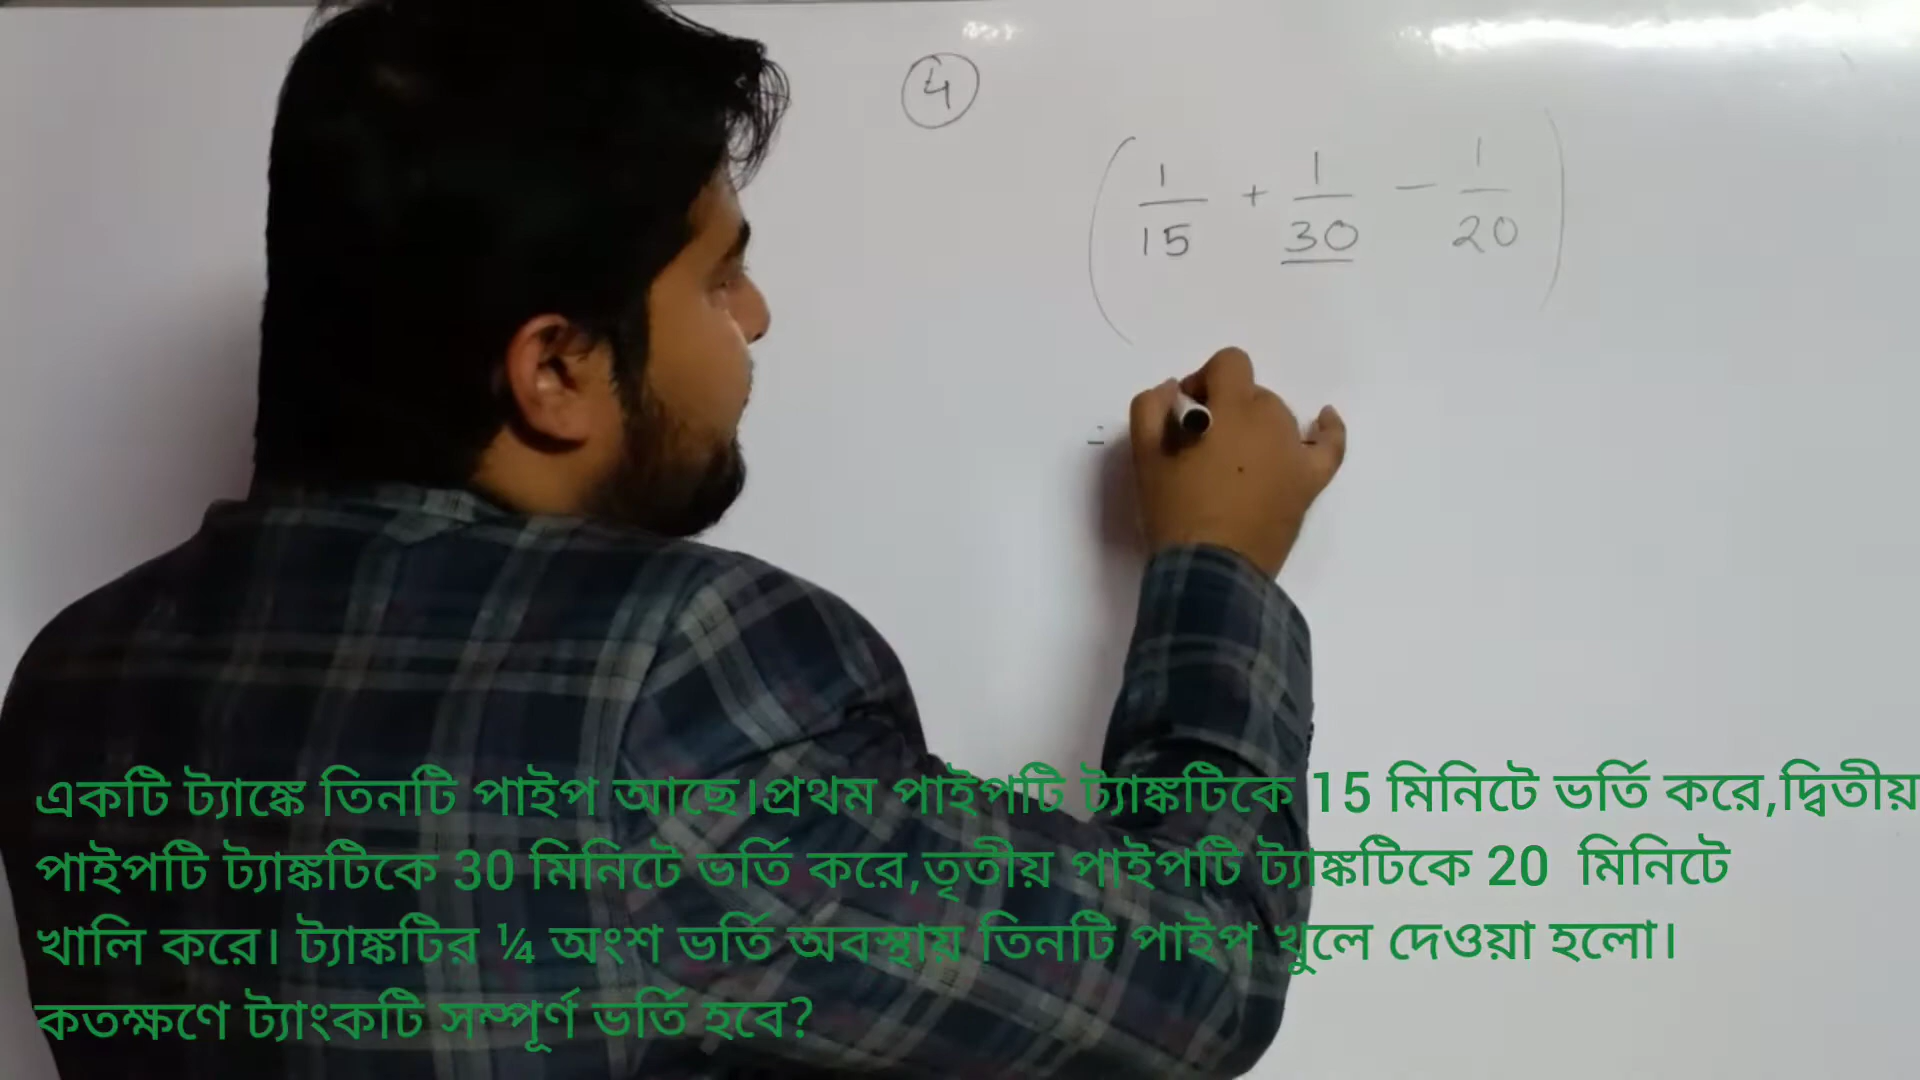 4
(1/15 + 1/30 - 1/20)
=
একটি ট্যাঙ্কে তিনটি পাইপ আছে।প্রথম পাইপটি ট্যাঙ্কটিকে 15 মিনিটে ভর্তি করে,দ্বিতীয়
পাইপটি ট্যাঙ্কটিকে 30 মিনিটে ভর্তি করে,তৃতীয় পাইপটি ট্যাঙ্কটিকে 20 মিনিটে
খালি করে। ট্যাঙ্কটির ¼ অংশ ভর্তি অবস্থায় তিনটি পাইপ খুলে দেওয়া হলো।
কতক্ষণে ট্যাংকটি সম্পূর্ণ ভর্তি হবে?